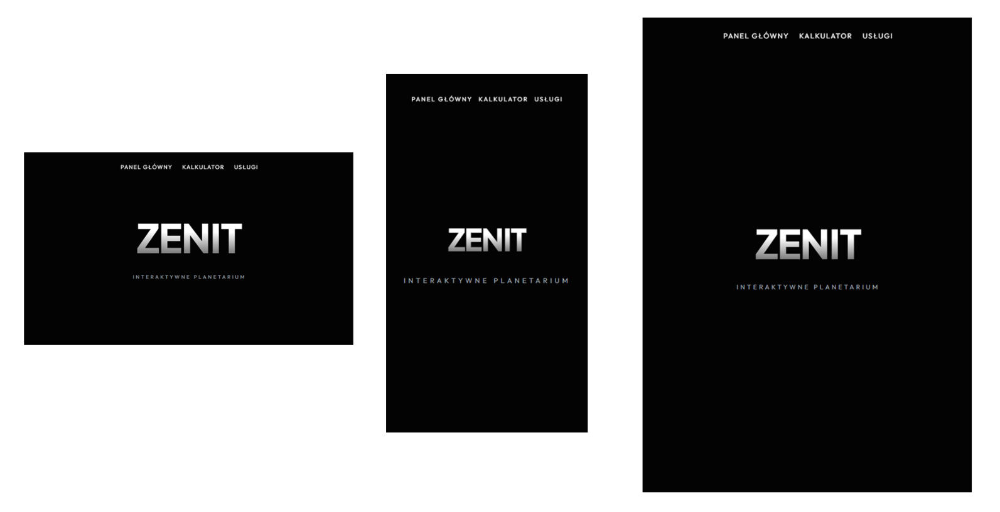 PANEL GŁÓWNY KALKULATOR USŁUGI
ZENIT
INTERAKTYWNE PLANETARIUM
PANEL GŁÓWNY KALKULATOR USŁUGI
ZENIT
INTERAKTYWNE PLANETARIUM
PANEL GŁÓWNY KALKULATOR USŁUGI
ZENIT
INTERAKTYWNE PLANETARIUM